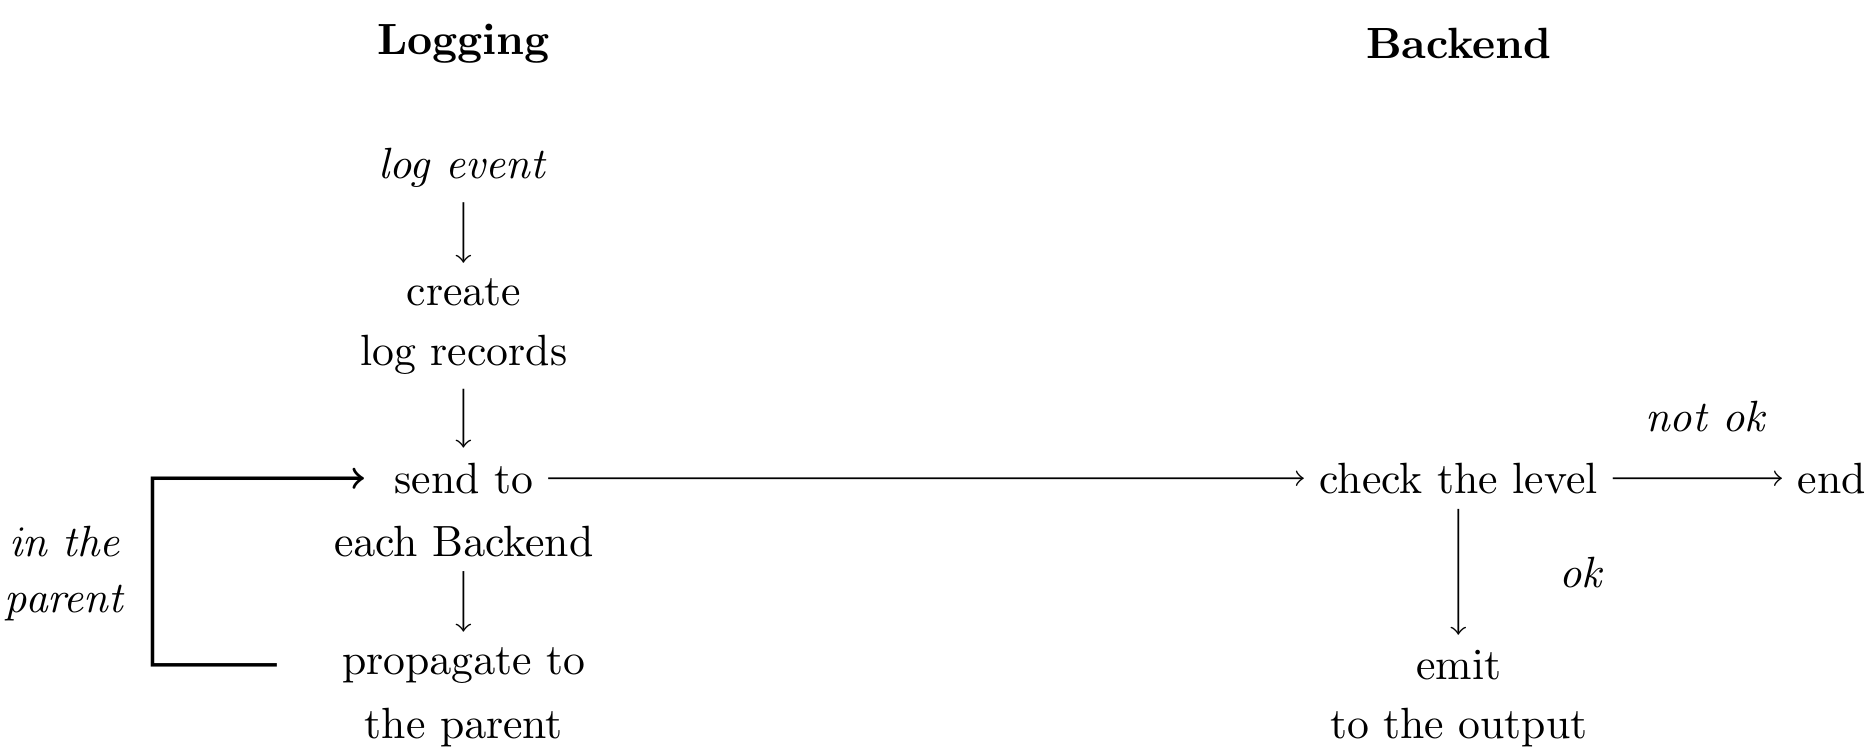 Logging
Backend
log event
create
log records
not ok
send to
check the level
end
in the
each Backend
ok
parent
propagate to
emit
the parent
to the output